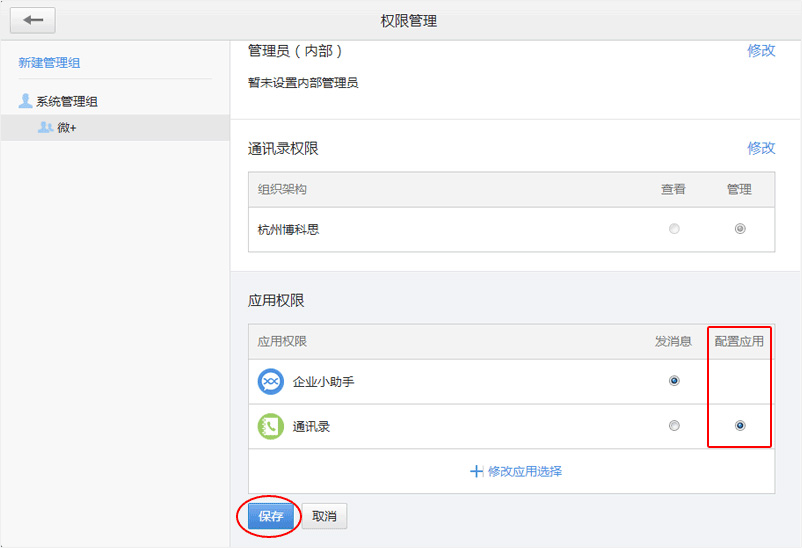 权限管理
新建管理组
系统管理组
微+
管理员（内部） 修改
暂未设置内部管理员
通讯录权限 修改
组织架构 查看 管理
杭州博科思
应用权限
应用权限 发消息 配置应用
企业小助手
通讯录
修改应用选择
保存 取消